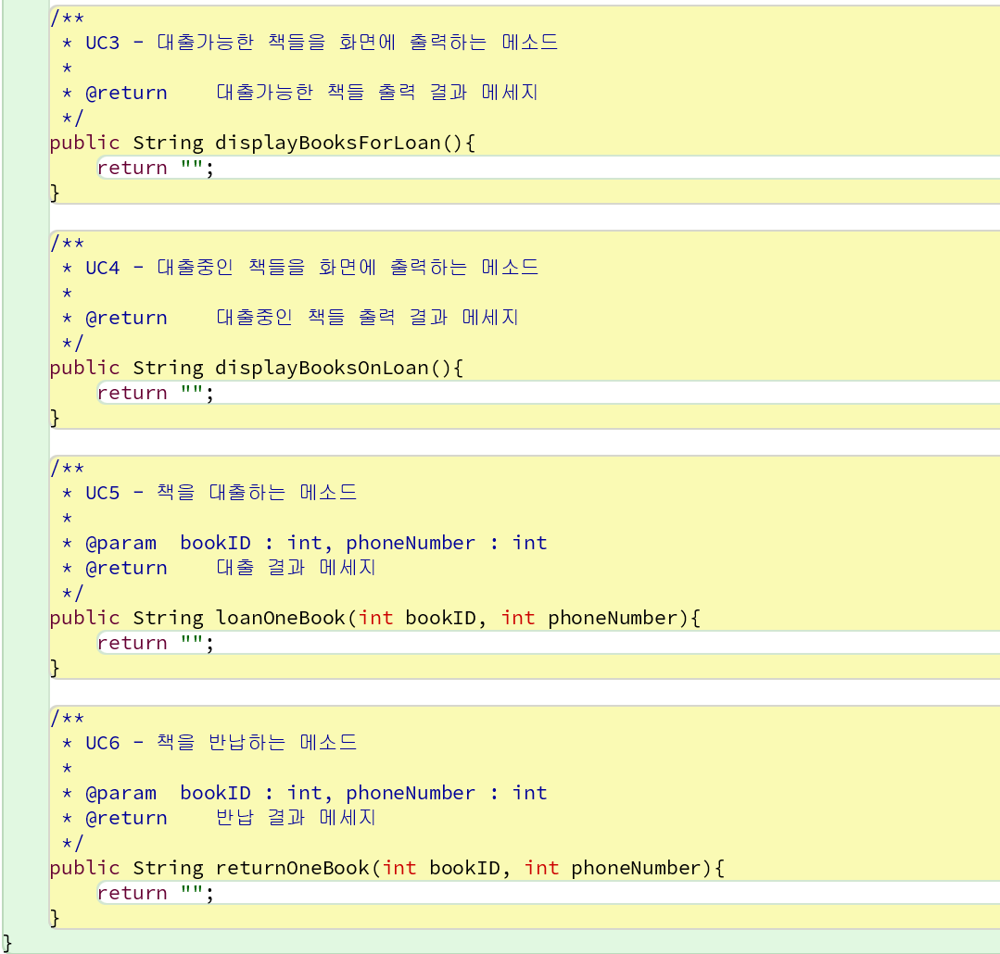 /**
 * UC3 - 대출가능한 책들을 화면에 출력하는 메소드
 *
 * @return    대출가능한 책들 출력 결과 메세지
 */
public String displayBooksForLoan(){
    return "";
}
/**
 * UC4 - 대출중인 책들을 화면에 출력하는 메소드
 *
 * @return    대출중인 책들 출력 결과 메세지
 */
public String displayBooksOnLoan(){
    return "";
}
/**
 * UC5 - 책을 대출하는 메소드
 *
 * @param  bookID : int, phoneNumber : int
 * @return    대출 결과 메세지
 */
public String loanOneBook(int bookID, int phoneNumber){
    return "";
}
/**
 * UC6 - 책을 반납하는 메소드
 *
 * @param  bookID : int, phoneNumber : int
 * @return    반납 결과 메세지
 */
public String returnOneBook(int bookID, int phoneNumber){
    return "";
}
}